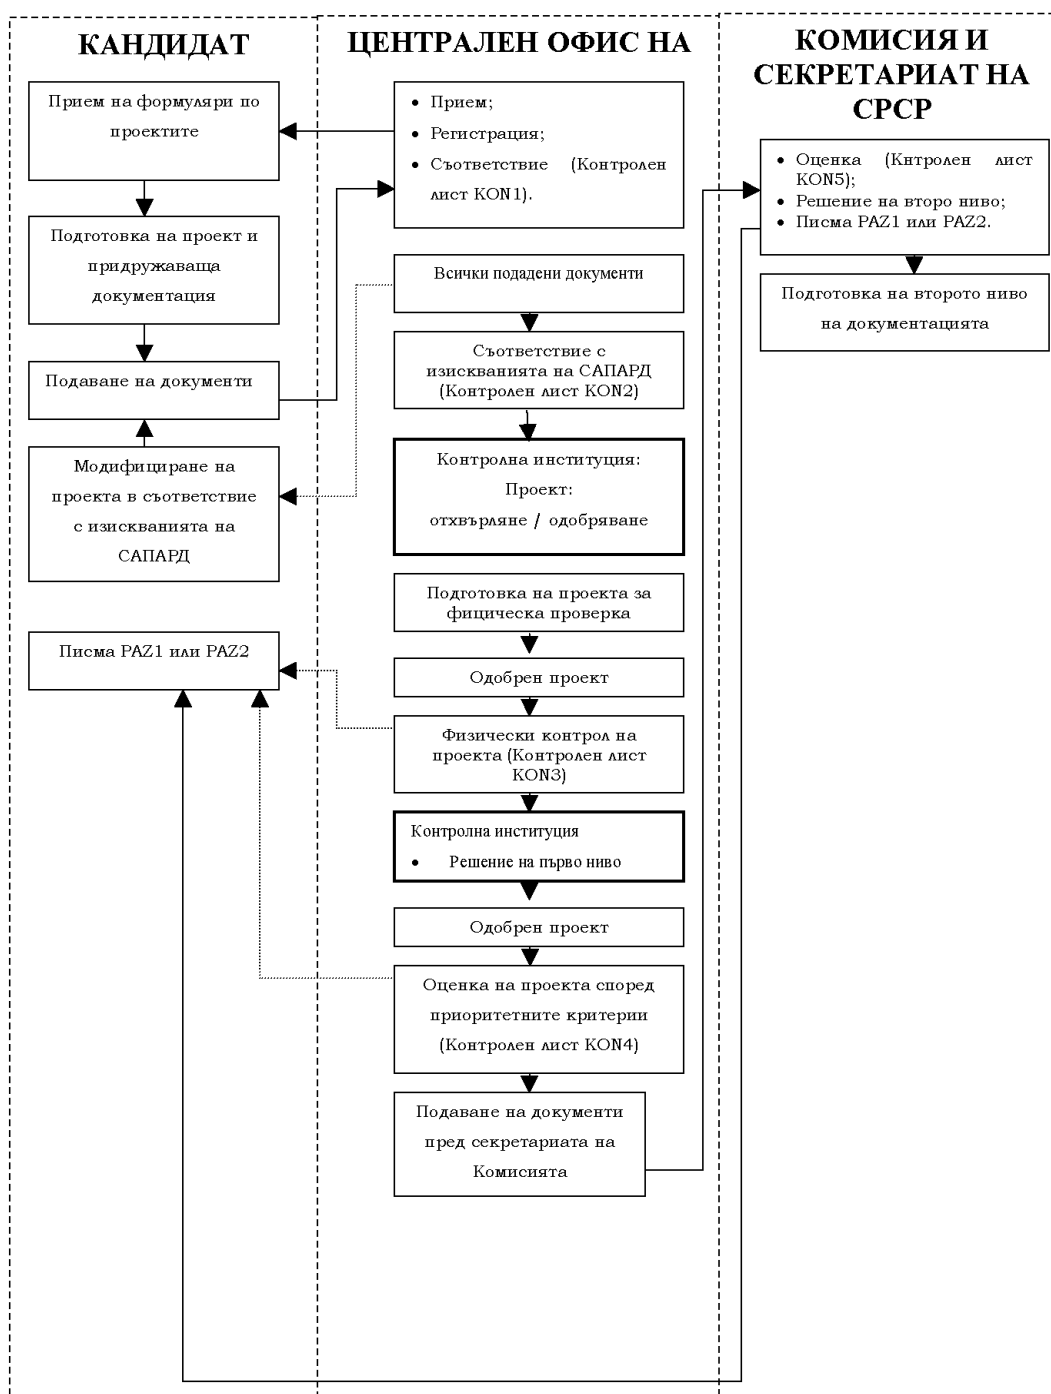 КАНДИДАТ
Прием на формуляри по
проектите
Подготовка на проект и
придружаваща
документация
Подаване на документи
Модифициране на
проекта в съответствие
с изискванията на
САПАРД
Писма PAZ1 или PAZ2
ЦЕНТРАЛЕН ОФИС НА
• Прием;
• Регистрация;
• Съответствие (Контролен
лист KON1).
Всички подадени документи
Съответствие с
изискванията на САПАРД
(Контролен лист KON2)
Контролна институция:
Проект:
отхвърляне / одобряване
Подготовка на проекта за
фицическа проверка
Одобрен проект
Физически контрол на
проекта (Контролен лист
KON3)
Контролна институция
• Решение на първо ниво
Одобрен проект
Оценка на проекта според
приоритетните критерии
(Контролен лист KON4)
Подаване на документи
пред секретариата на
Комисията
КОМИСИЯ И
СЕКРЕТАРИАТ НА
СРСР
• Оценка (Кнтролен лист
KON5);
• Решение на второ ниво;
• Писма PAZ1 или PAZ2.
Подготовка на второто ниво
на документацията